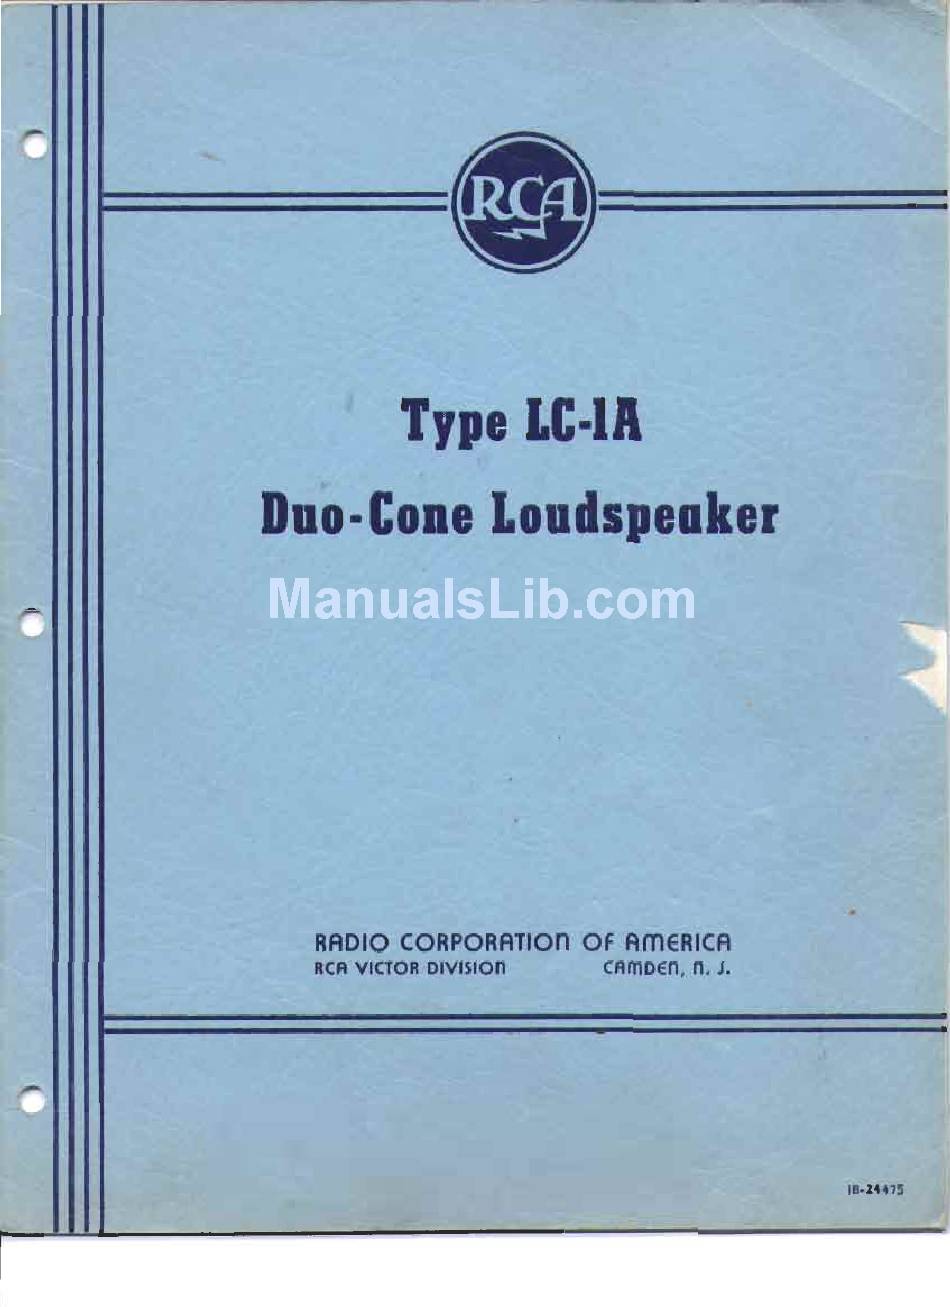 RCA
Type LC-1A
Duo-Cone Loudspeaker
ManualsLib.com
RADIO CORPORATION OF AMERICA
RCA VICTOR DIVISION CAMDEN, N. J.
IB-24475